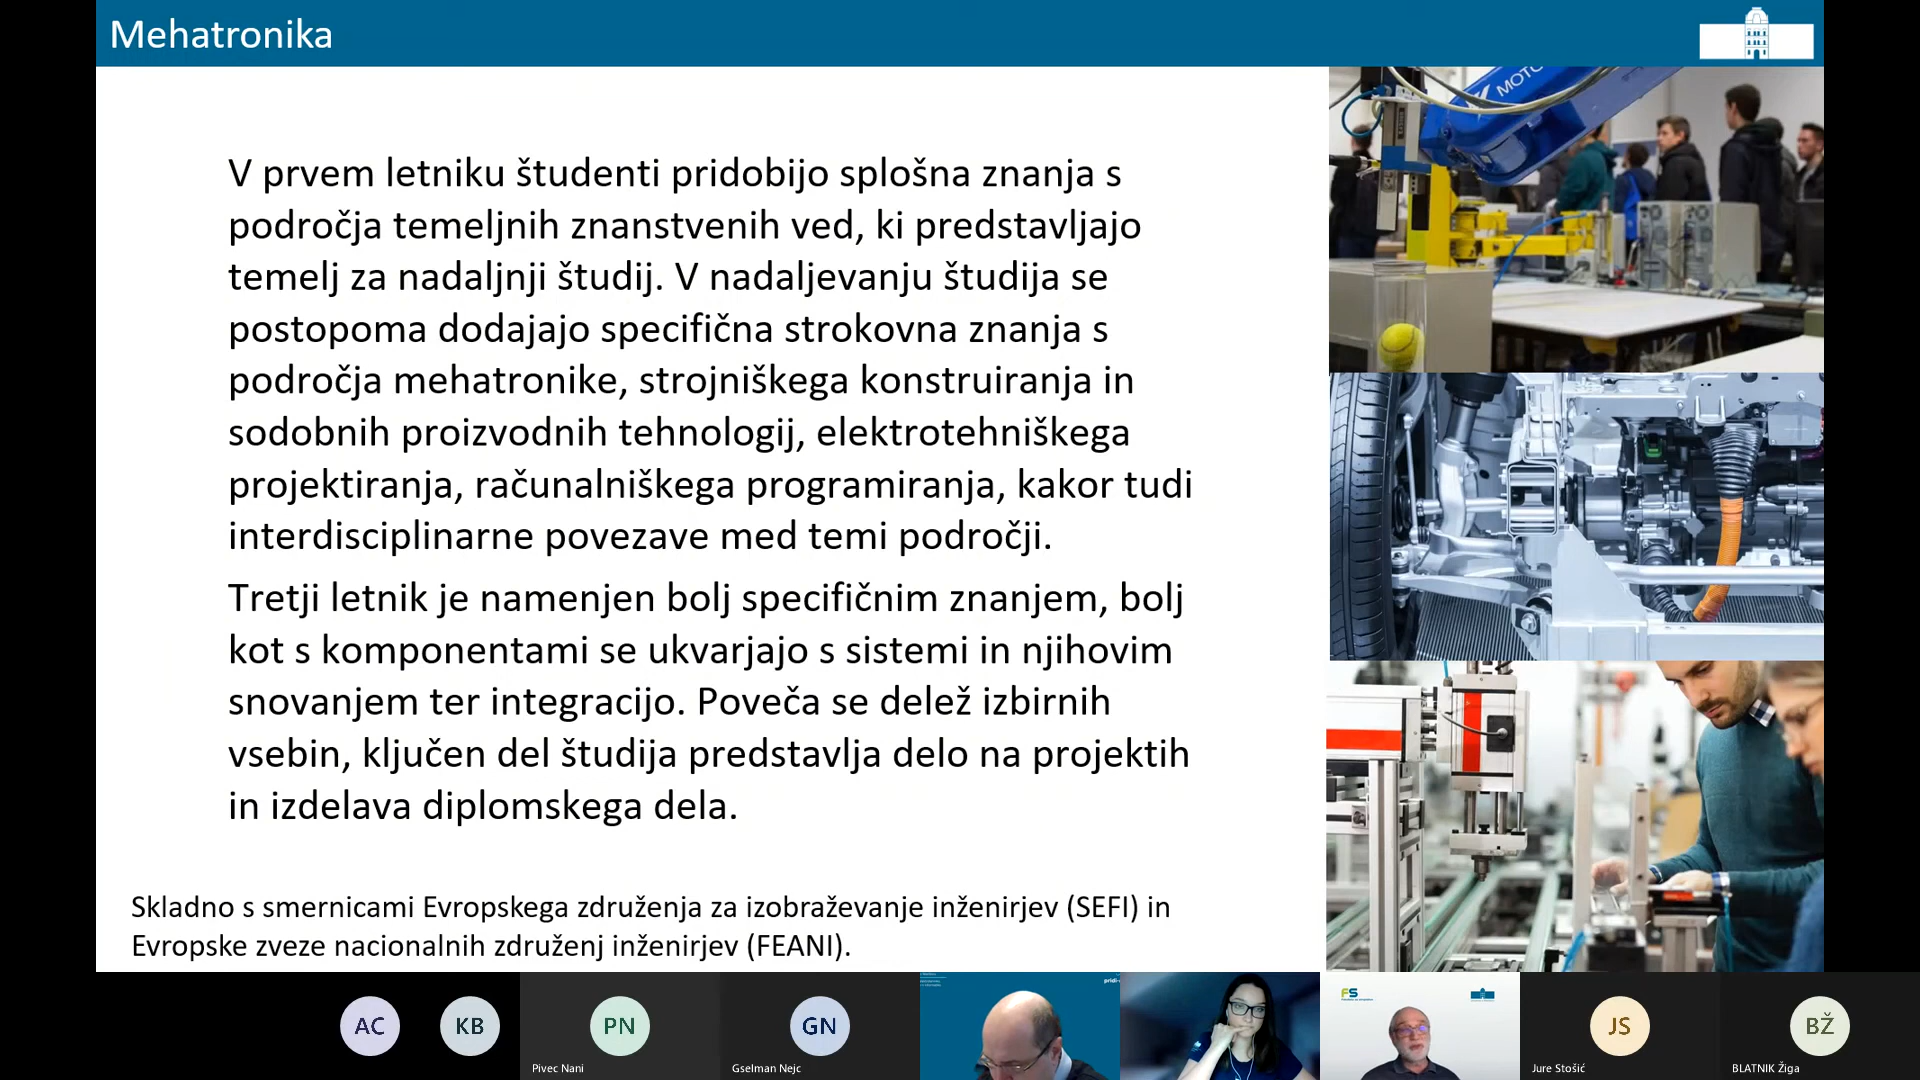 Mehatronika
MOTO
V prvem letniku študenti pridobijo splošna znanja s
področja temeljnih znanstvenih ved, ki predstavljajo
temelj za nadaljnji študij. V nadaljevanju študija se
postopoma dodajajo specifična strokovna znanja s
področja mehatronike, strojniškega konstruiranja in
sodobnih proizvodnih tehnologij, elektrotehniškega
projektiranja, računalniškega programiranja, kakor tudi
interdisciplinarne povezave med temi področji.
Tretji letnik je namenjen bolj specifičnim znanjem, bolj
kot s komponentami se ukvarjajo s sistemi in njihovim
snovanjem ter integracijo. Poveča se delež izbirnih
vsebin, ključen del študija predstavlja delo na projektih
in izdelava diplomskega dela.
Skladno s smernicami Evropskega združenja za izobraževanje inženirjev (SEFI) in
Evropske zveze nacionalnih združenj inženirjev (FEANI).
AC
KB
PN
Pivec Nani
GN
Gselman Nejc
FS
JS
Jure Stošić
BŽ
BLATNIK Žiga